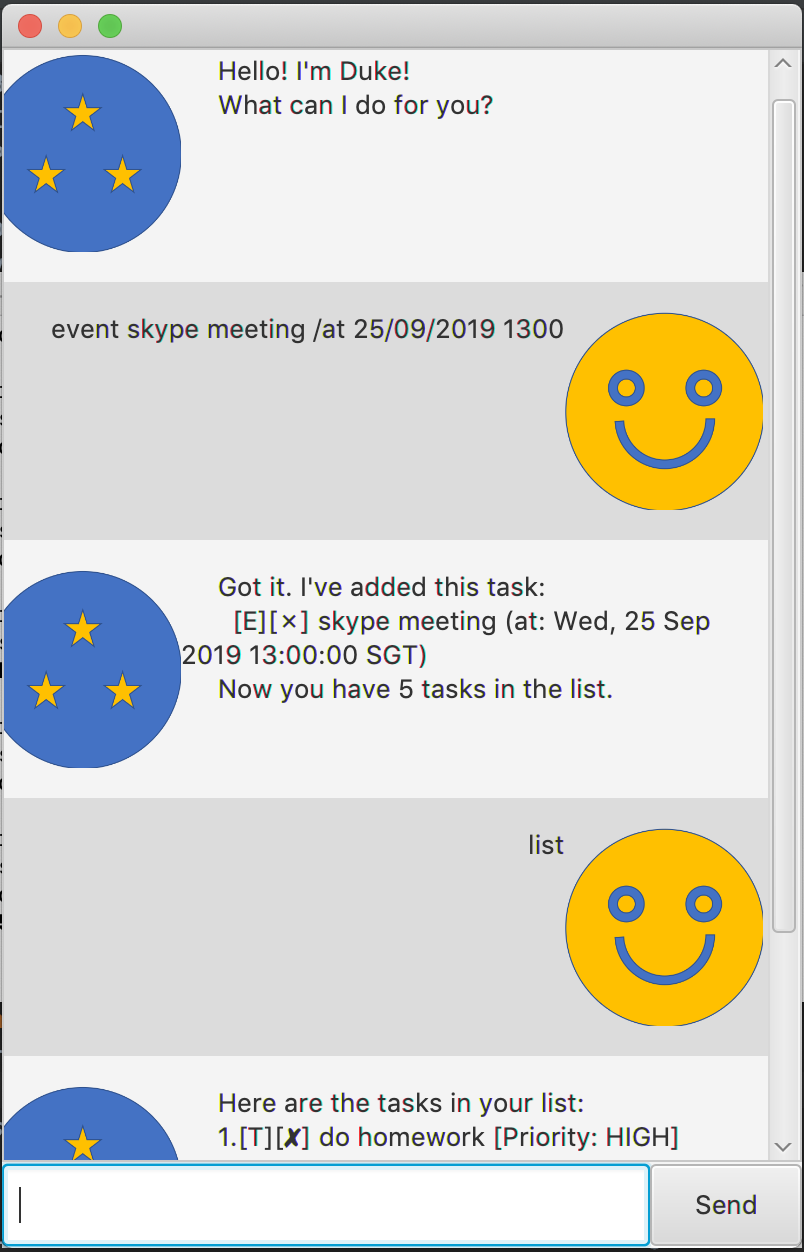 Hello! I'm Duke!
What can I do for you?
event skype meeting /at 25/09/2019 1300
Got it. I've added this task:
[E][✕] skype meeting (at: Wed, 25 Sep
2019 13:00:00 SGT)
Now you have 5 tasks in the list.
list
Here are the tasks in your list:
1.[T][✘] do homework [Priority: HIGH]
Send